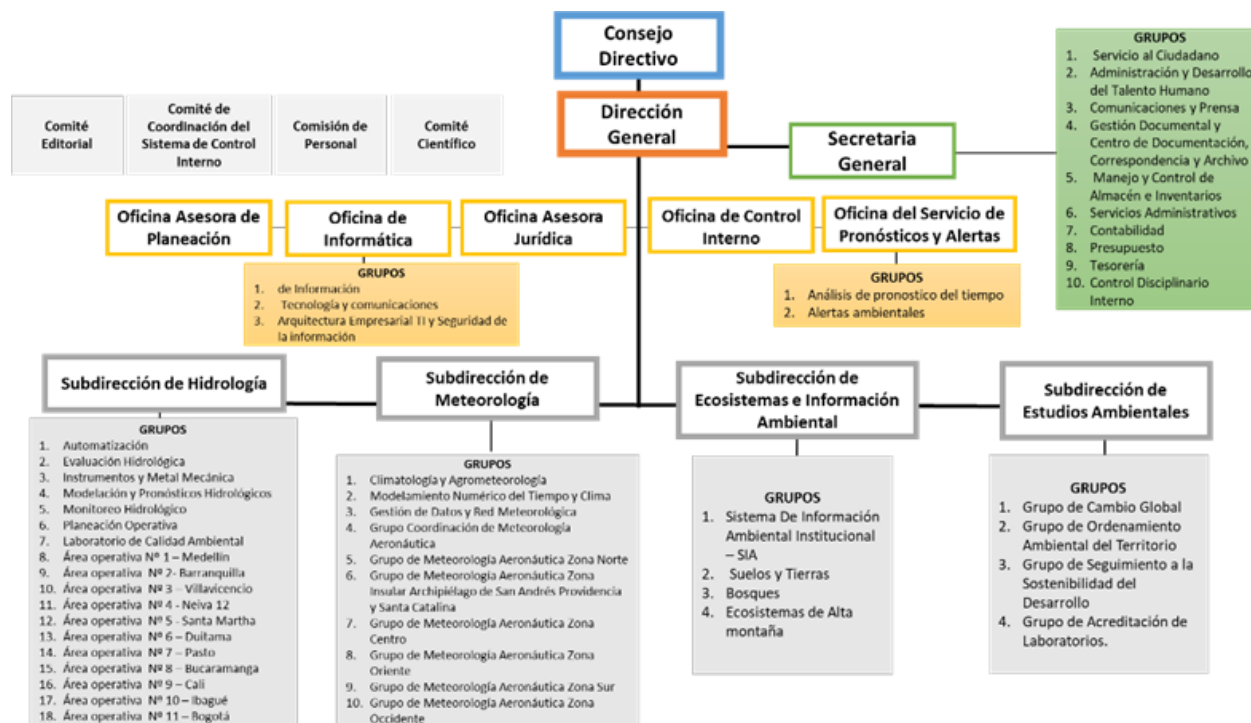 Consejo
Directivo
Dirección
General
Secretaria
General
Comité
Editorial
Comité de
Coordinación del
Sistema de Control
Interno
Comisión de
Personal
Comité
Científico
GRUPOS
1. Servicio al Ciudadano
2. Administración y Desarrollo
del Talento Humano
3. Comunicaciones y Prensa
4. Gestión Documental y
Centro de Documentación,
Correspondencia y Archivo
5. Manejo y Control de
Almacén e Inventarios
6. Servicios Administrativos
7. Contabilidad
8. Presupuesto
9. Tesorería
10. Control Disciplinario
Interno
Oficina Asesora de
Planeación
Oficina de
Informática
Oficina Asesora
Jurídica
Oficina de Control
Interno
Oficina del Servicio de
Pronósticos y Alertas
GRUPOS
1. de Información
2. Tecnología y comunicaciones
3. Arquitectura Empresarial TI y Seguridad de
la información
GRUPOS
1. Análisis de pronostico del tiempo
2. Alertas ambientales
Subdirección de Hidrología
Subdirección de
Meteorología
Subdirección de
Ecosistemas e Información
Ambiental
Subdirección de
Estudios Ambientales
GRUPOS
1. Automatización
2. Evaluación Hidrológica
3. Instrumentos y Metal Mecánica
4. Modelación y Pronósticos Hidrológicos
5. Monitoreo Hidrológico
6. Planeación Operativa
7. Laboratorio de Calidad Ambiental
8. Área operativa Nº 1 – Medellín
9. Área operativa Nº 2- Barranquilla
10. Área operativa Nº 3 – Villavicencio
11. Área operativa Nº 4 - Neiva 12
12. Área operativa Nº 5 - Santa Martha
13. Área operativa Nº 6 – Duitama
14. Área operativa Nº 7 – Pasto
15. Área operativa Nº 8 – Bucaramanga
16. Área operativa Nº 9 – Cali
17. Área operativa Nº 10 – Ibagué
18. Área operativa Nº 11 – Bogotá
GRUPOS
1. Climatología y Agrometeorología
2. Modelamiento Numérico del Tiempo y Clima
3. Gestión de Datos y Red Meteorológica
4. Grupo Coordinación de Meteorología
Aeronáutica
5. Grupo de Meteorología Aeronáutica Zona Norte
6. Grupo de Meteorología Aeronáutica Zona
Insular Archipiélago de San Andrés Providencia
y Santa Catalina
7. Grupo de Meteorología Aeronáutica Zona
Centro
8. Grupo de Meteorología Aeronáutica Zona
Oriente
9. Grupo de Meteorología Aeronáutica Zona Sur
10. Grupo de Meteorología Aeronáutica Zona
Occidente
GRUPOS
1. Sistema De Información
Ambiental Institucional
– SIA
2. Suelos y Tierras
3. Bosques
4. Ecosistemas de Alta
montaña
GRUPOS
1. Grupo de Cambio Global
2. Grupo de Ordenamiento
Ambiental del Territorio
3. Grupo de Seguimiento a la
Sostenibilidad del
Desarrollo
4. Grupo de Acreditación de
Laboratorios.